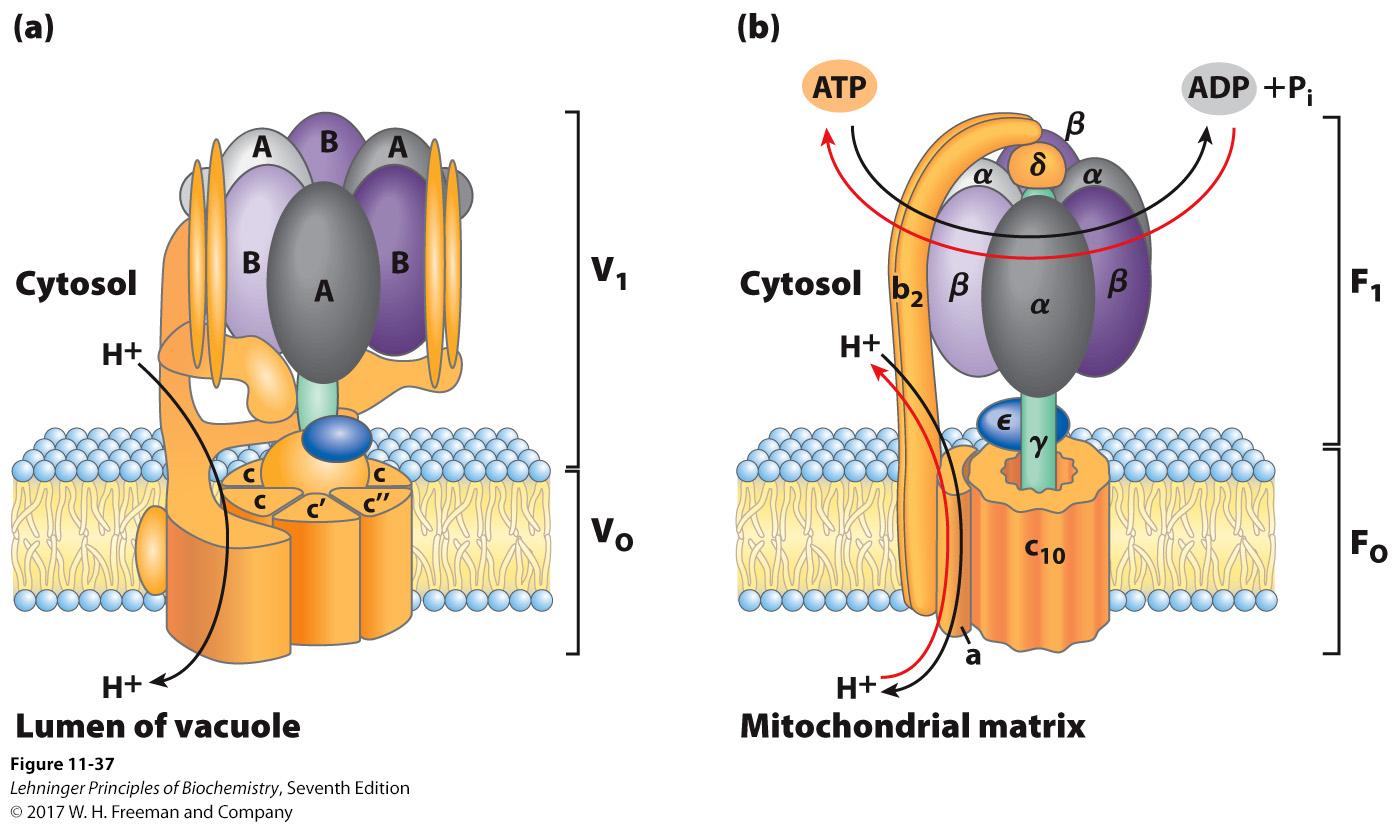 (a)
A
B
A
B
B
A
Cytosol
H+
V1
c
c
c
c′
c″
VO
H+
Lumen of vacuole
(b)
ATP
ADP +Pi
β
δ
α
α
Cytosol
b2
β
α
β
F1
H+
ϵ
γ
c10
FO
a
H+
Mitochondrial matrix
Figure 11-37
Lehninger Principles of Biochemistry, Seventh Edition
© 2017 W. H. Freeman and Company